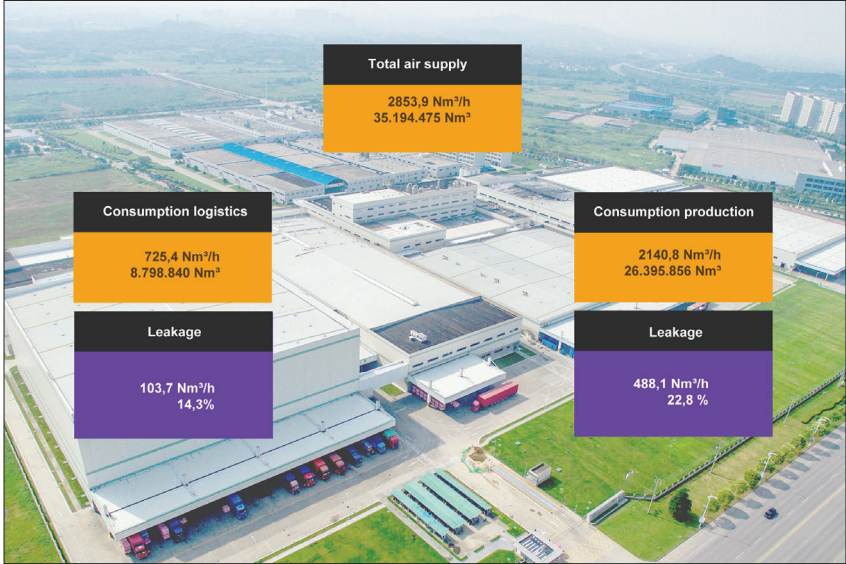 Total air supply
2853,9 Nm³/h
35.194.475 Nm³
Consumption logistics
725,4 Nm³/h
8.798.840 Nm³
Leakage
103,7 Nm³/h
14,3%
Consumption production
2140,8 Nm³/h
26.395.856 Nm³
Leakage
488,1 Nm³/h
22,8 %